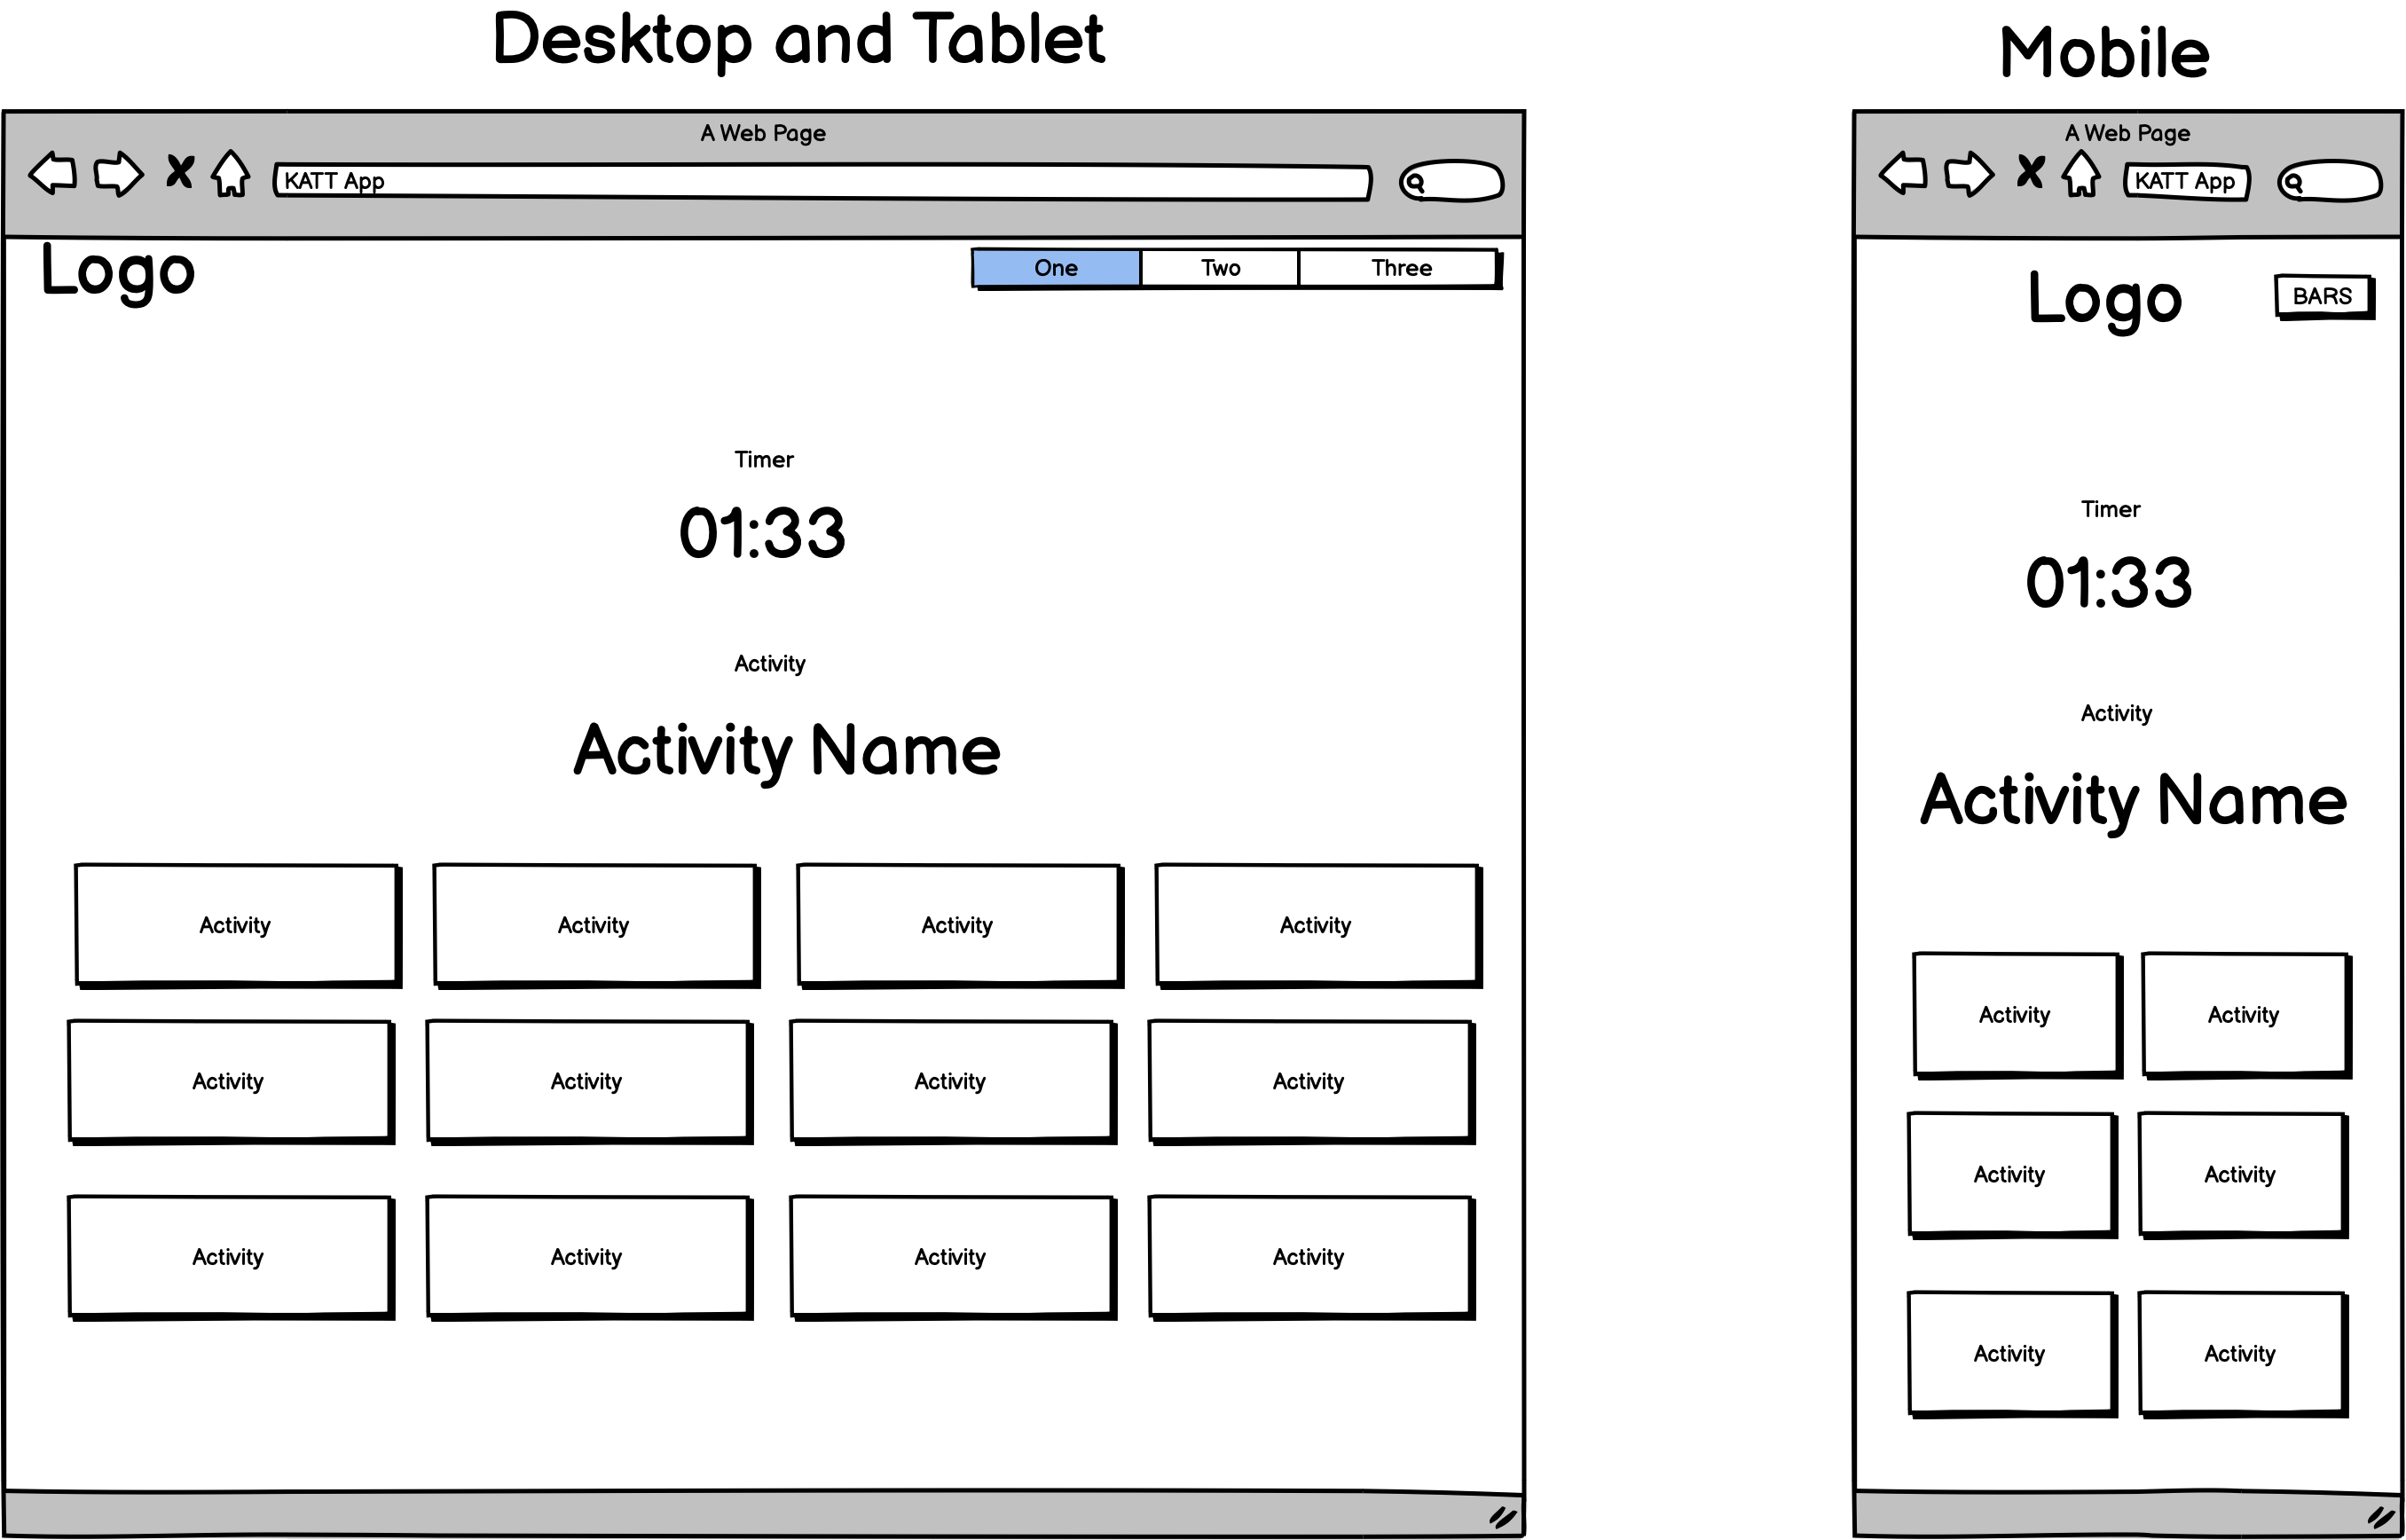 Desktop and Tablet
A Web Page
KATT App
Logo
One Two Three
Timer
01:33
Activity
Activity Name
Activity Activity Activity Activity
Activity Activity Activity Activity
Activity Activity Activity Activity
Mobile
A Web Page
KATT App
Logo
BARS
Timer
01:33
Activity
Activity Name
Activity Activity
Activity Activity
Activity Activity